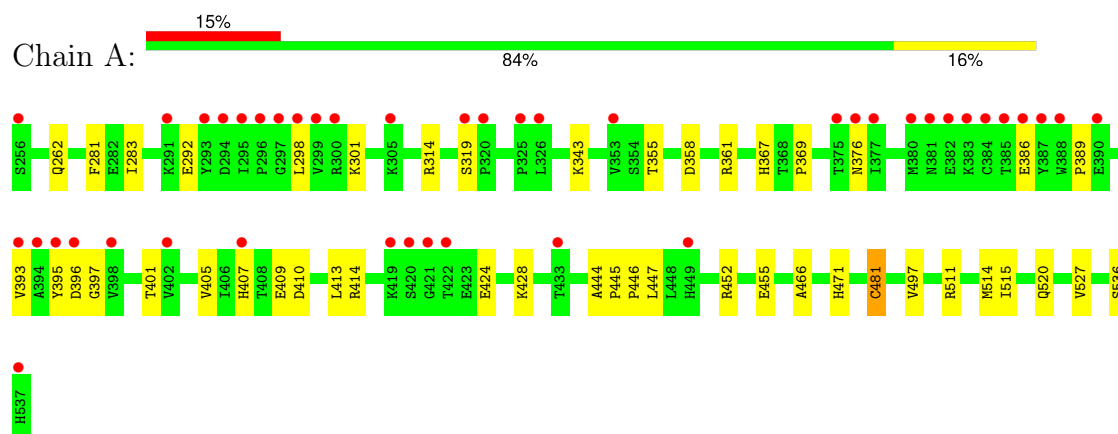 15%
Chain A:
84% 16%
S256 Q262 F281 E282 I283 K291 E292 Y293 D294 I295 P296 G297 L298 V299 R300 K301 K305 R314 S319 P320 P325 L326 K343 V353 S354 T355 D358 R361 H367 T368 P369 T375 N376 I377 M380 N381 E382 K383 C384 T385 E386 Y387 W388 P389 E390
V393 A394 Y395 D396 G397 V398 T401 V402 V405 I406 H407 T408 E409 D410 L413 R414 K419 S420 G421 T422 E423 E424 K428 T433 A444 P445 P446 L447 L448 H449 R452 E455 A466 H471 C481 V497 R511 M514 I515 Q520 V527 S536
H537